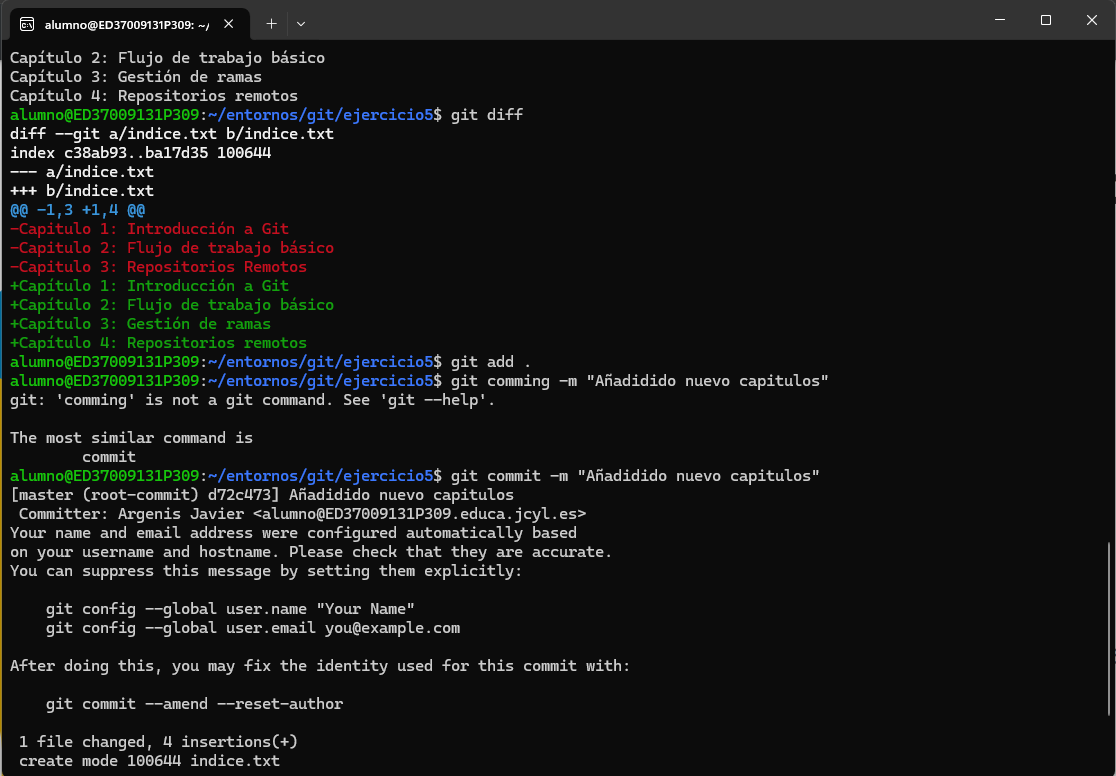 alumno@ED37009131P309: ~/
Capítulo 2: Flujo de trabajo básico
Capítulo 3: Gestión de ramas
Capítulo 4: Repositorios remotos
alumno@ED37009131P309:~/entornos/git/ejercicio5$ git diff
diff --git a/indice.txt b/indice.txt
index c38ab93..ba17d35 100644
--- a/indice.txt
+++ b/indice.txt
@@ -1,3 +1,4 @@
-Capitulo 1: Introducción a Git
-Capitulo 2: Flujo de trabajo básico
-Capitulo 3: Repositorios Remotos
+Capítulo 1: Introducción a Git
+Capítulo 2: Flujo de trabajo básico
+Capítulo 3: Gestión de ramas
+Capítulo 4: Repositorios remotos
alumno@ED37009131P309:~/entornos/git/ejercicio5$ git add .
alumno@ED37009131P309:~/entornos/git/ejercicio5$ git comming -m "Añadidido nuevo capitulos"
git: 'comming' is not a git command. See 'git --help'.
The most similar command is
commit
alumno@ED37009131P309:~/entornos/git/ejercicio5$ git commit -m "Añadidido nuevo capitulos"
[master (root-commit) d72c473] Añadidido nuevo capitulos
Committer: Argenis Javier <alumno@ED37009131P309.educa.jcyl.es>
Your name and email address were configured automatically based
on your username and hostname. Please check that they are accurate.
You can suppress this message by setting them explicitly:
git config --global user.name "Your Name"
git config --global user.email you@example.com
After doing this, you may fix the identity used for this commit with:
git commit --amend --reset-author
1 file changed, 4 insertions(+)
create mode 100644 indice.txt